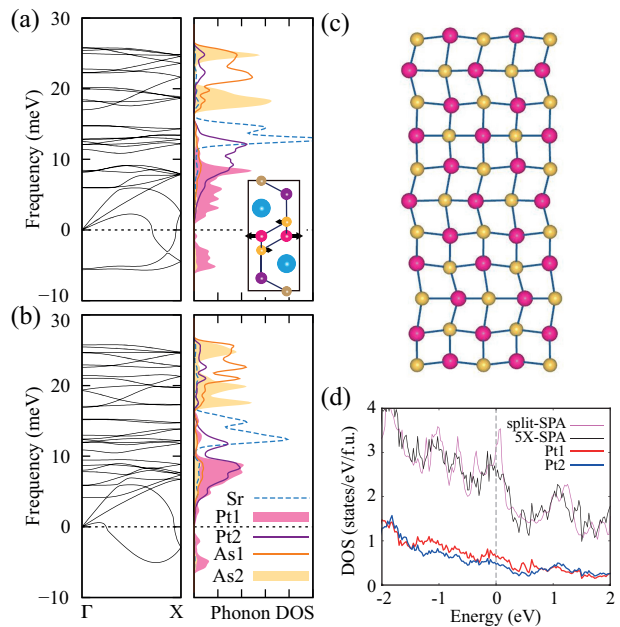 (a)
30
20
10
0
−10
Frequency (meV)
(b)
30
20
10
0
−10
Frequency (meV)
Γ
X
Sr
Pt1
Pt2
As1
As2
Phonon DOS
(c)
(d)
4
3
2
1
0
DOS (states/eV/f.u.)
split-SPA
5X-SPA
Pt1
Pt2
-2
-1
0
1
2
Energy (eV)